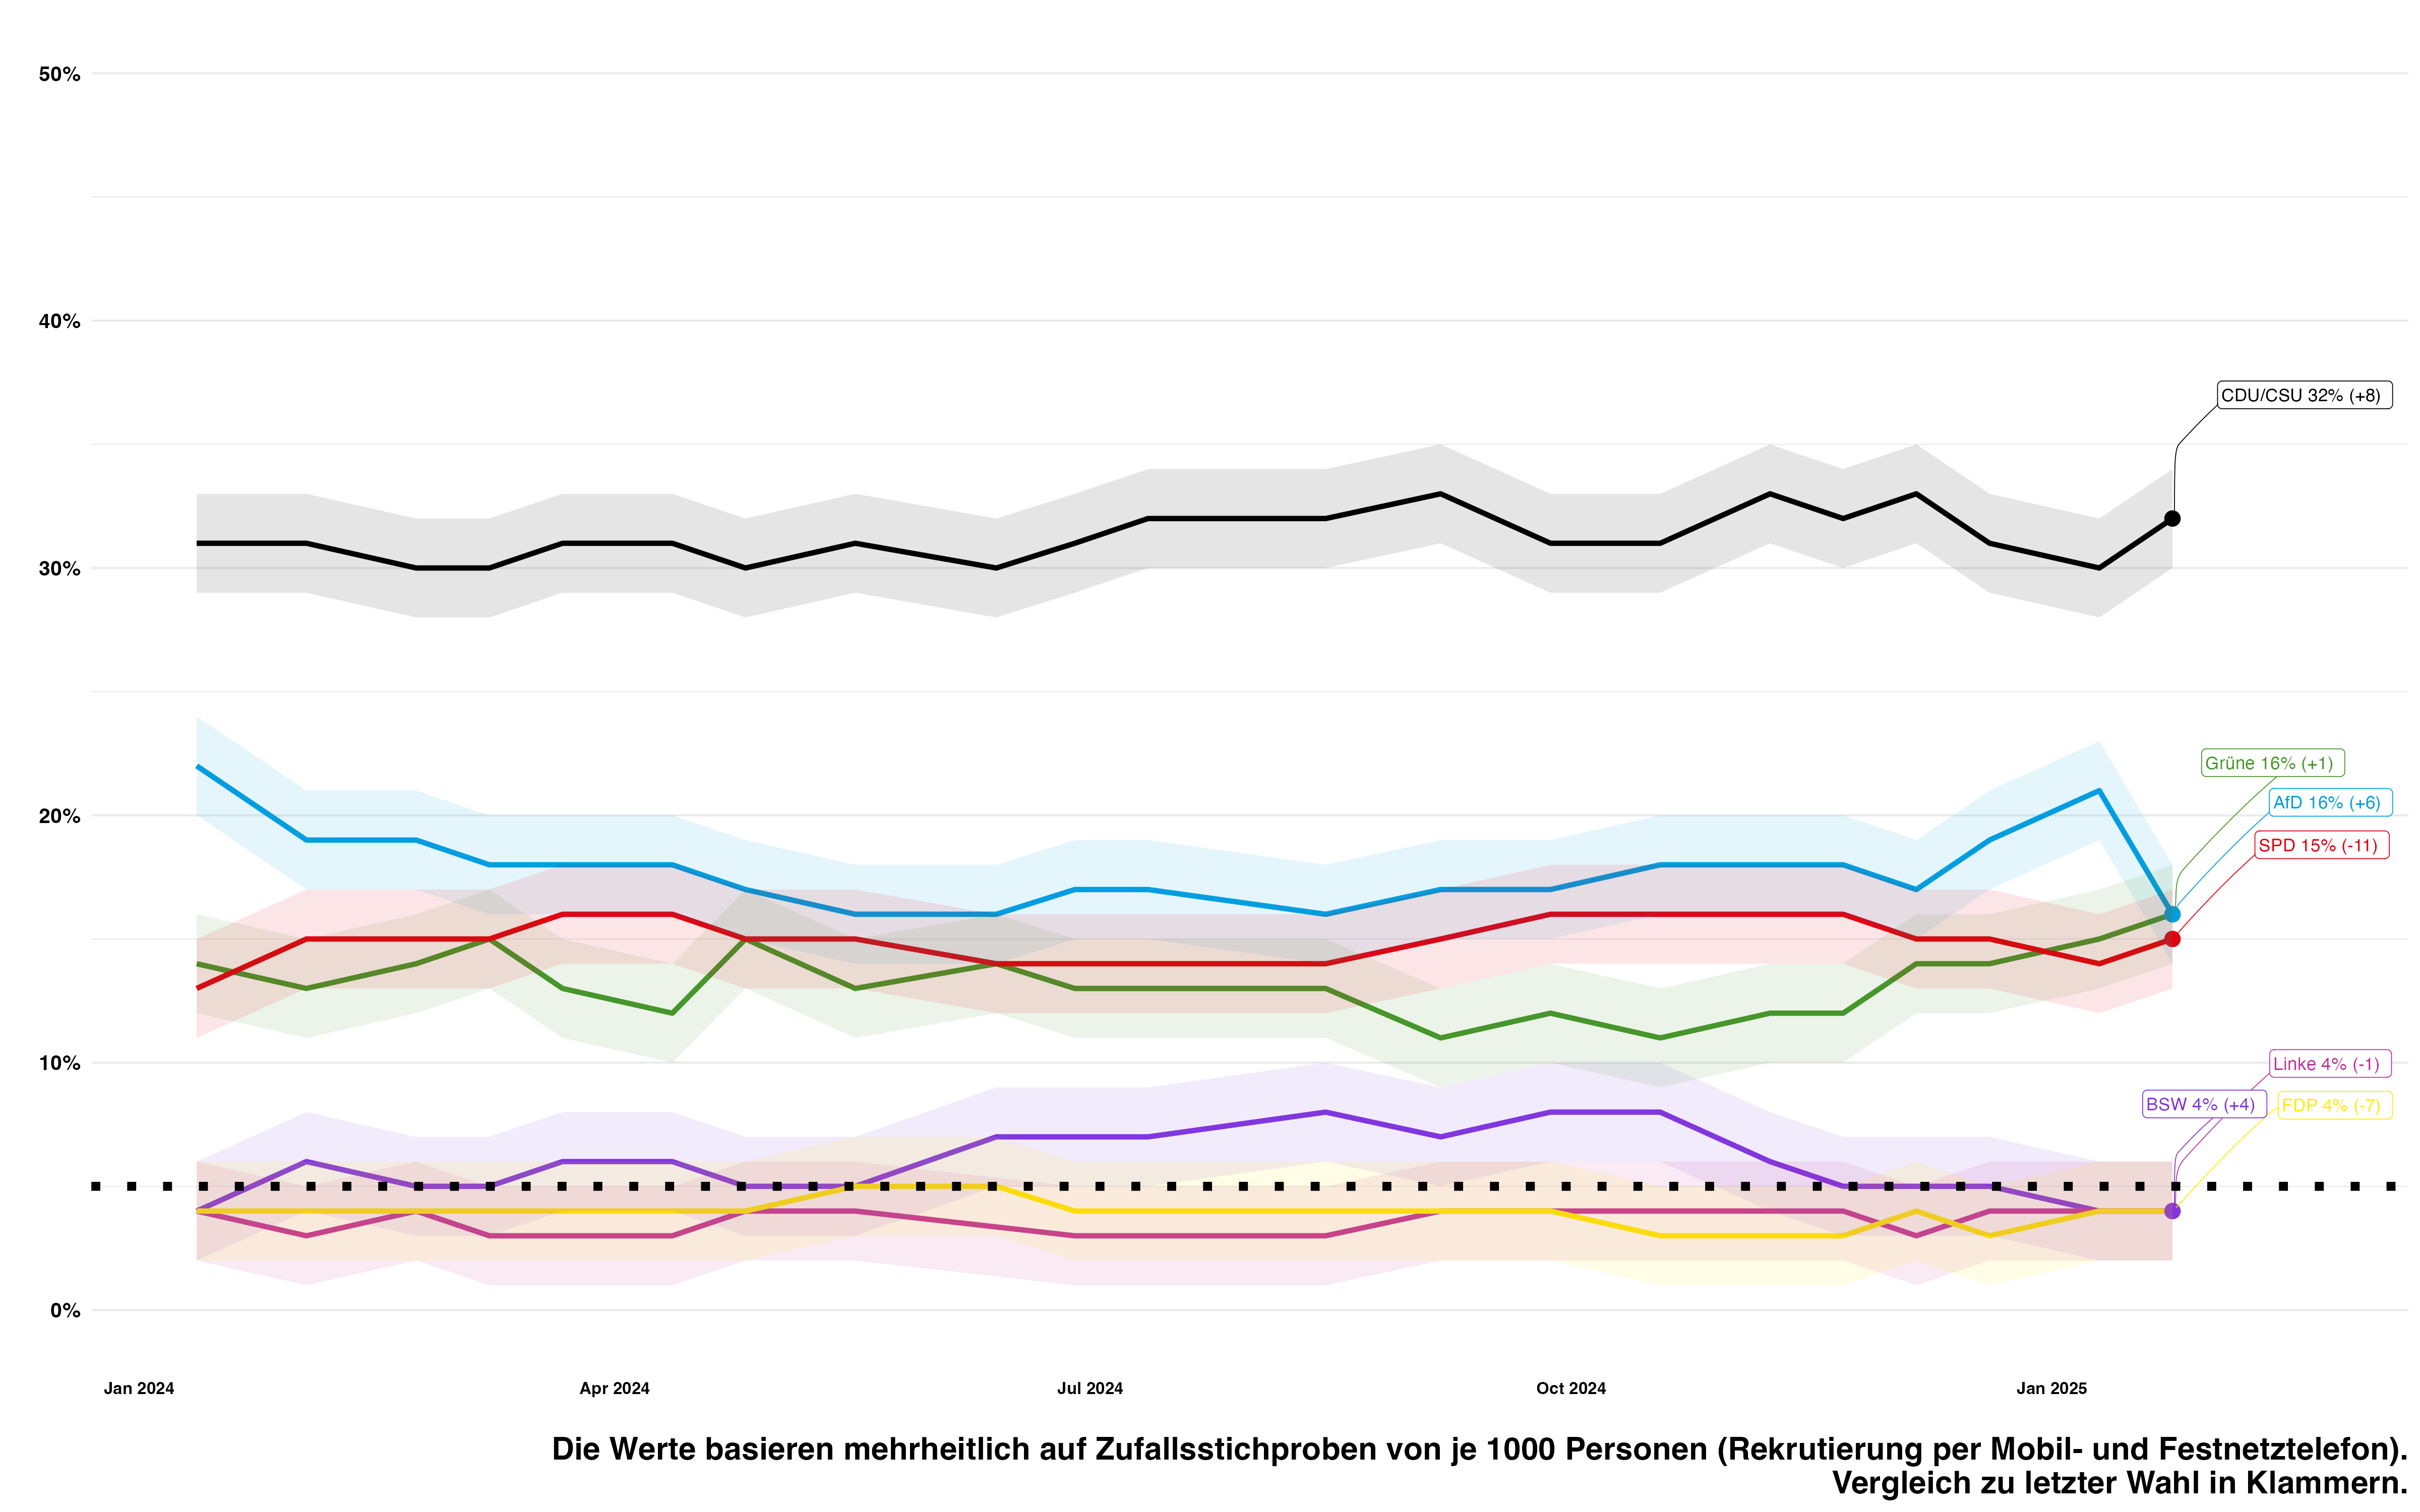 50%
40%
CDU/CSU 32% (+8)
30%
Grüne 16% (+1)
AfD 16% (+6)
20%
SPD 15% (-11)
10%
Linke 4% (-1)
BSW 4% (+4)
FDP 4% (-7)
0%
Jan 2024 Apr 2024 Jul 2024 Oct 2024 Jan 2025
Die Werte basieren mehrheitlich auf Zufallsstichproben von je 1000 Personen (Rekrutierung per Mobil- und Festnetztelefon).
Vergleich zu letzter Wahl in Klammern.